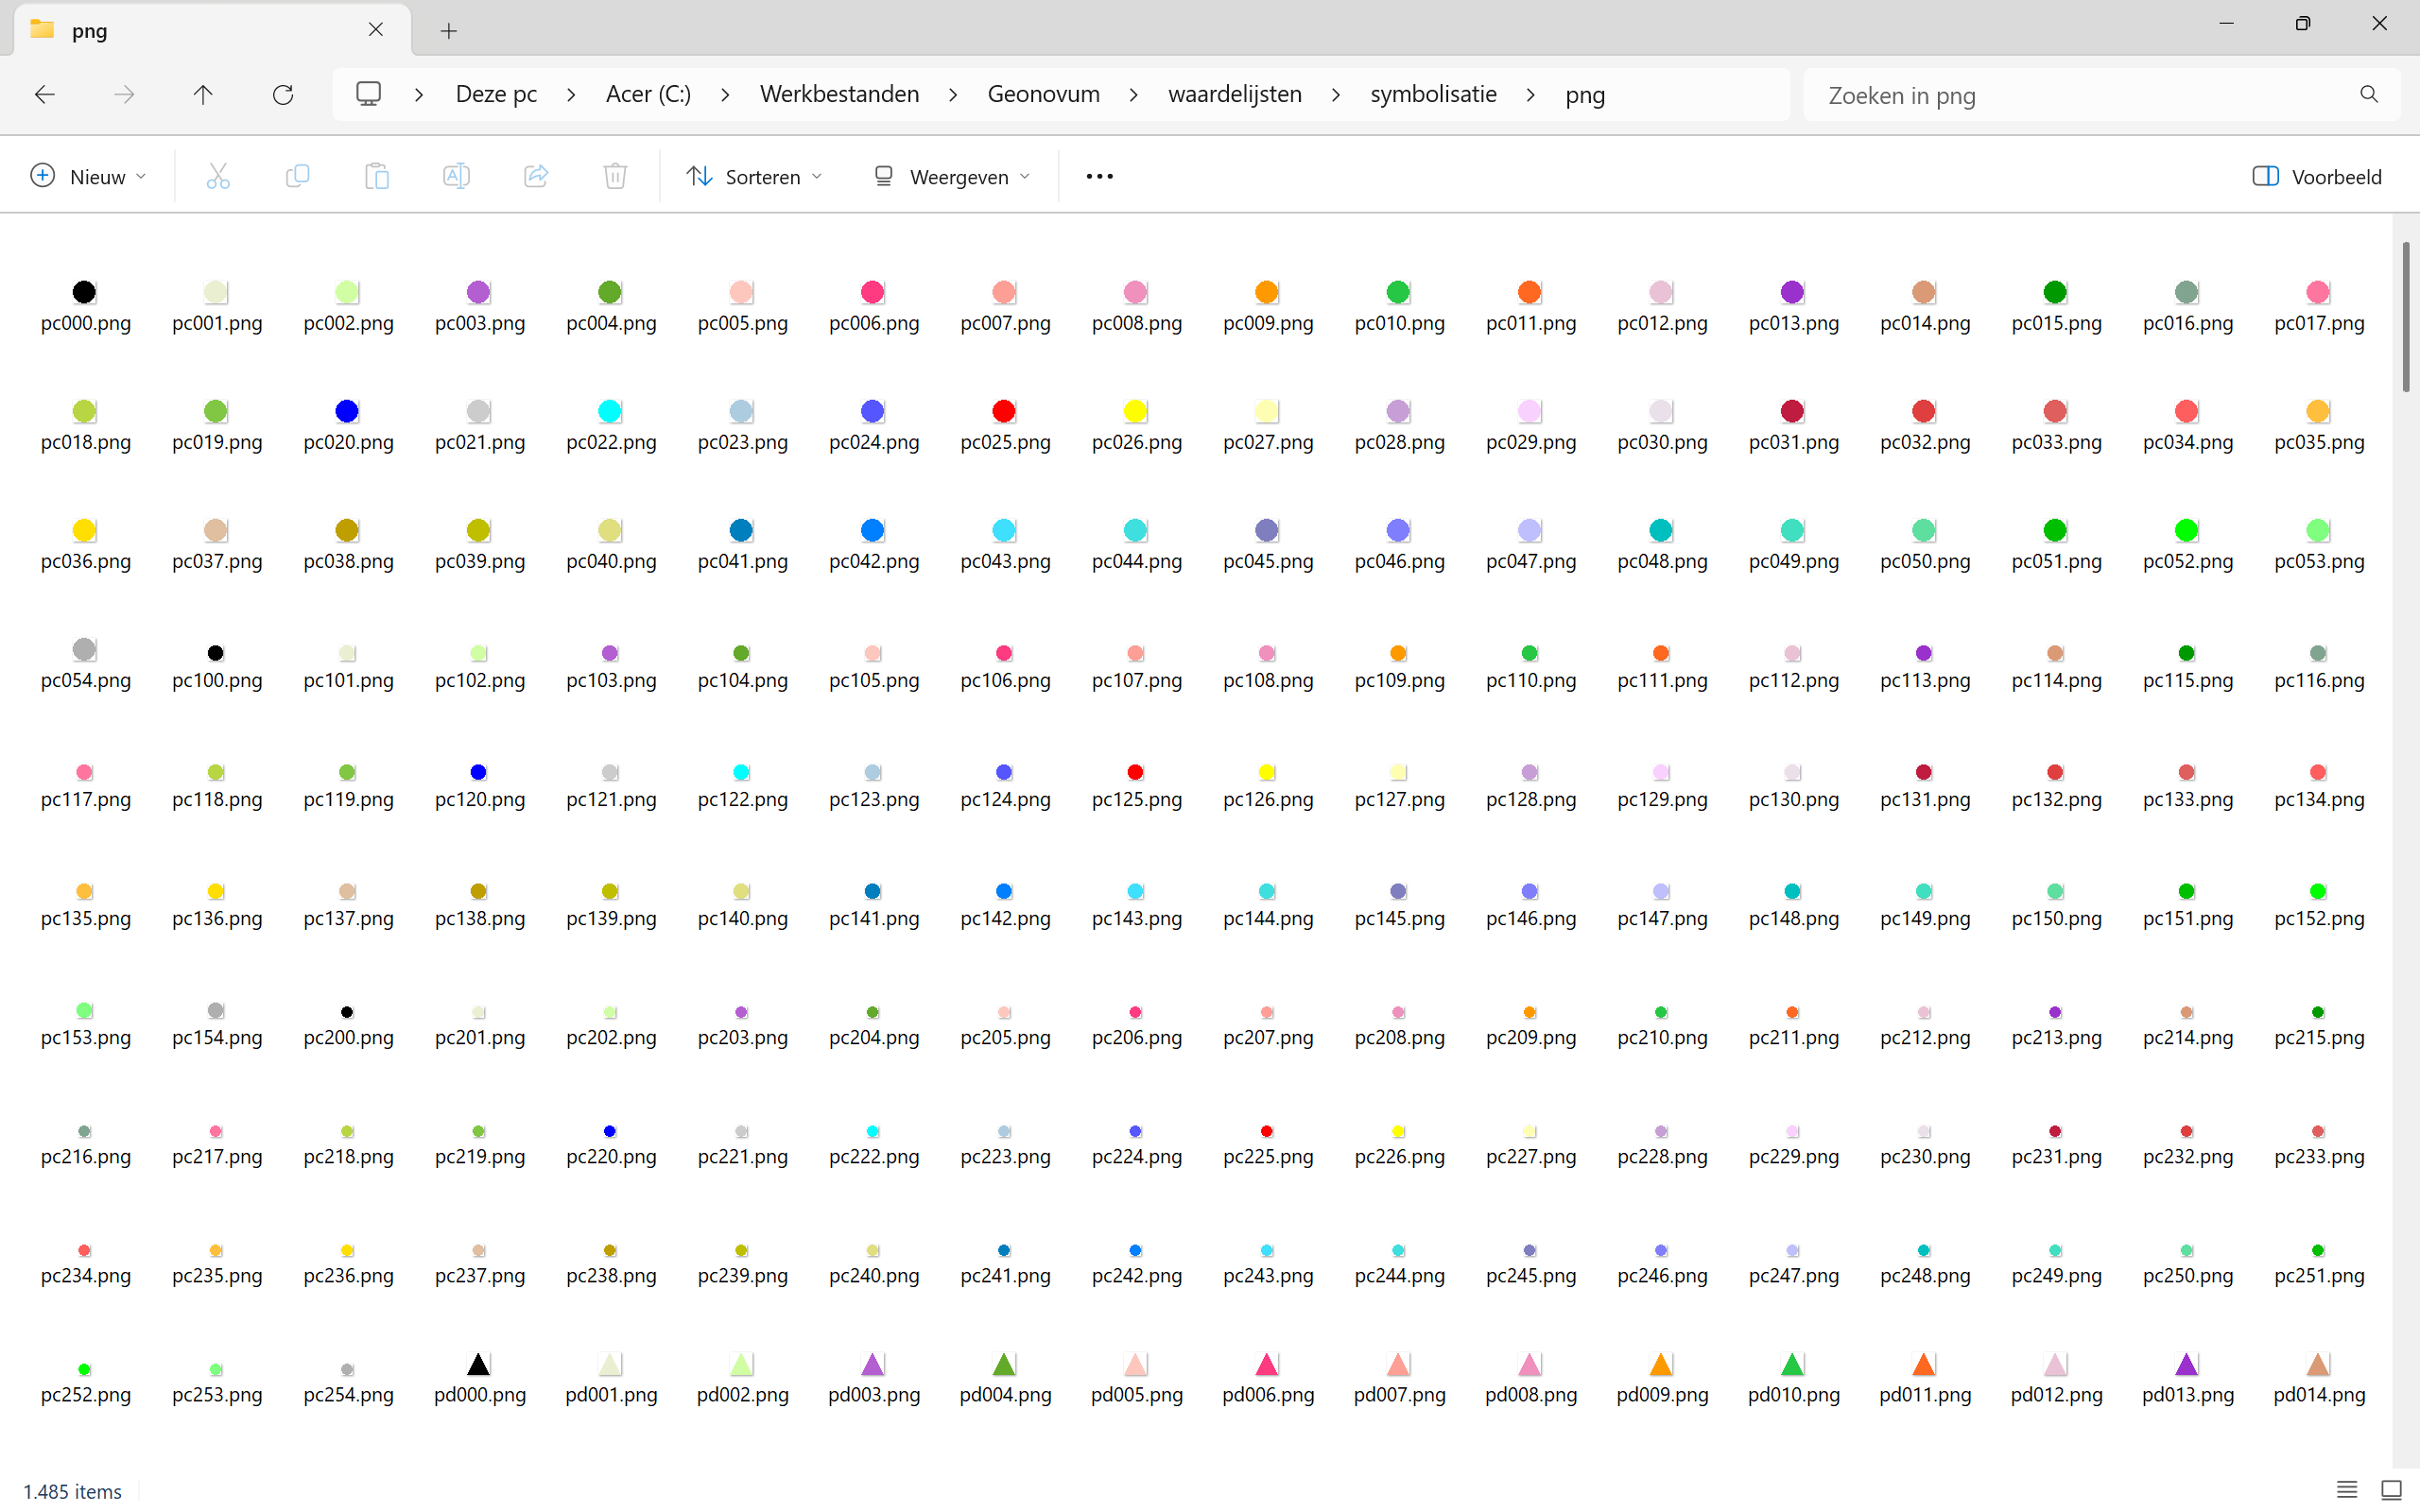 png
Deze pc > Acer (C:) > Werkbestanden > Geonovum > waardelijsten > symbolisatie > png
Zoeken in png
Nieuw Sorteren Weergeven ••• Voorbeeld
pc000.png pc001.png pc002.png pc003.png pc004.png pc005.png pc006.png pc007.png pc008.png pc009.png pc010.png pc011.png pc012.png pc013.png pc014.png pc015.png pc016.png pc017.png
pc018.png pc019.png pc020.png pc021.png pc022.png pc023.png pc024.png pc025.png pc026.png pc027.png pc028.png pc029.png pc030.png pc031.png pc032.png pc033.png pc034.png pc035.png
pc036.png pc037.png pc038.png pc039.png pc040.png pc041.png pc042.png pc043.png pc044.png pc045.png pc046.png pc047.png pc048.png pc049.png pc050.png pc051.png pc052.png pc053.png
pc054.png pc100.png pc101.png pc102.png pc103.png pc104.png pc105.png pc106.png pc107.png pc108.png pc109.png pc110.png pc111.png pc112.png pc113.png pc114.png pc115.png pc116.png
pc117.png pc118.png pc119.png pc120.png pc121.png pc122.png pc123.png pc124.png pc125.png pc126.png pc127.png pc128.png pc129.png pc130.png pc131.png pc132.png pc133.png pc134.png
pc135.png pc136.png pc137.png pc138.png pc139.png pc140.png pc141.png pc142.png pc143.png pc144.png pc145.png pc146.png pc147.png pc148.png pc149.png pc150.png pc151.png pc152.png
pc153.png pc154.png pc200.png pc201.png pc202.png pc203.png pc204.png pc205.png pc206.png pc207.png pc208.png pc209.png pc210.png pc211.png pc212.png pc213.png pc214.png pc215.png
pc216.png pc217.png pc218.png pc219.png pc220.png pc221.png pc222.png pc223.png pc224.png pc225.png pc226.png pc227.png pc228.png pc229.png pc230.png pc231.png pc232.png pc233.png
pc234.png pc235.png pc236.png pc237.png pc238.png pc239.png pc240.png pc241.png pc242.png pc243.png pc244.png pc245.png pc246.png pc247.png pc248.png pc249.png pc250.png pc251.png
pc252.png pc253.png pc254.png pd000.png pd001.png pd002.png pd003.png pd004.png pd005.png pd006.png pd007.png pd008.png pd009.png pd010.png pd011.png pd012.png pd013.png pd014.png
1.485 items